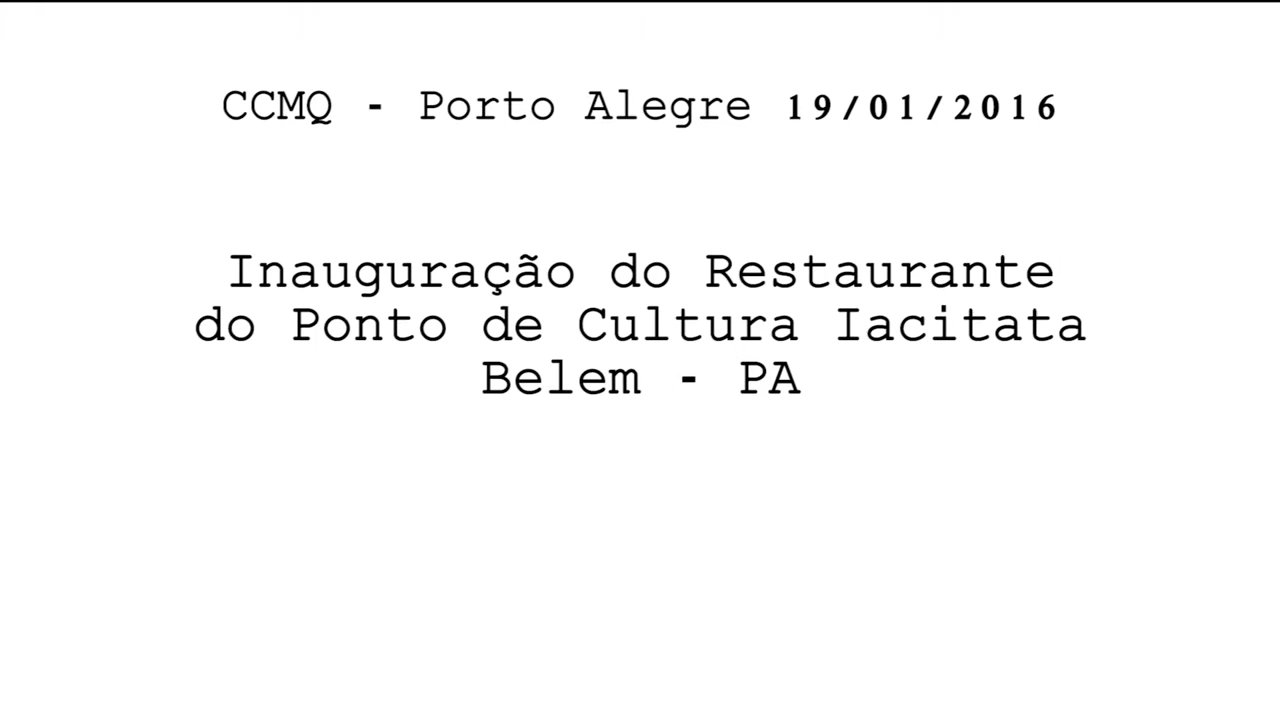 CCMQ - Porto Alegre 19/01/2016
Inauguração do Restaurante
do Ponto de Cultura Iacitata
Belem - PA